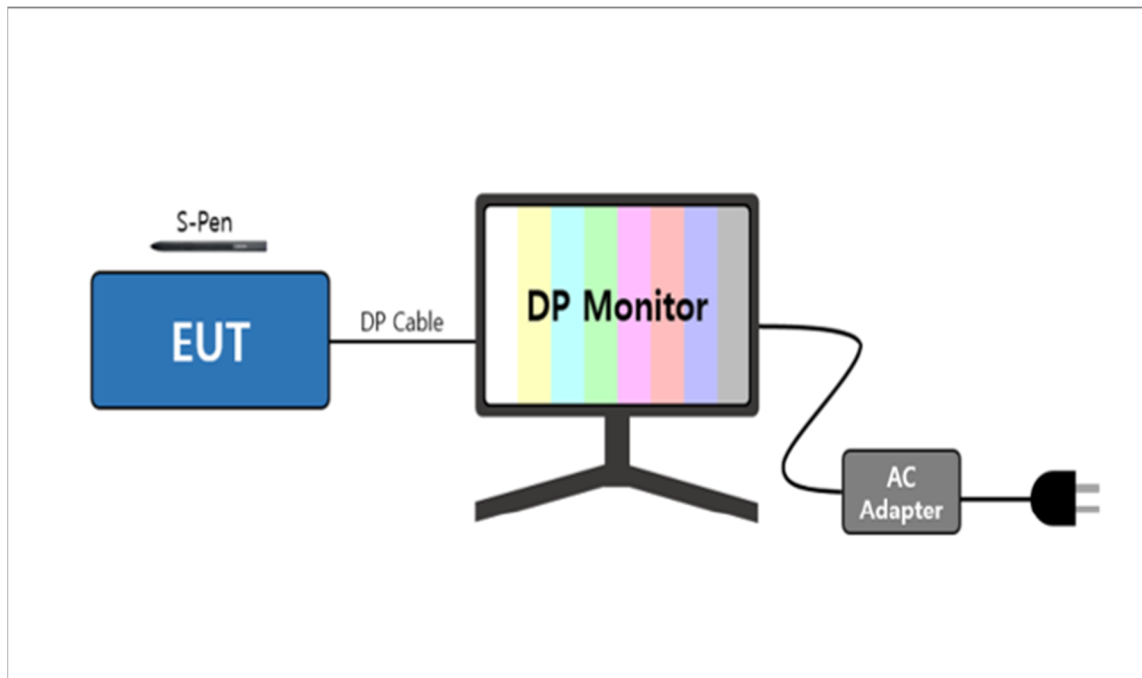 S-Pen
EUT
DP Cable
DP Monitor
AC
Adapter